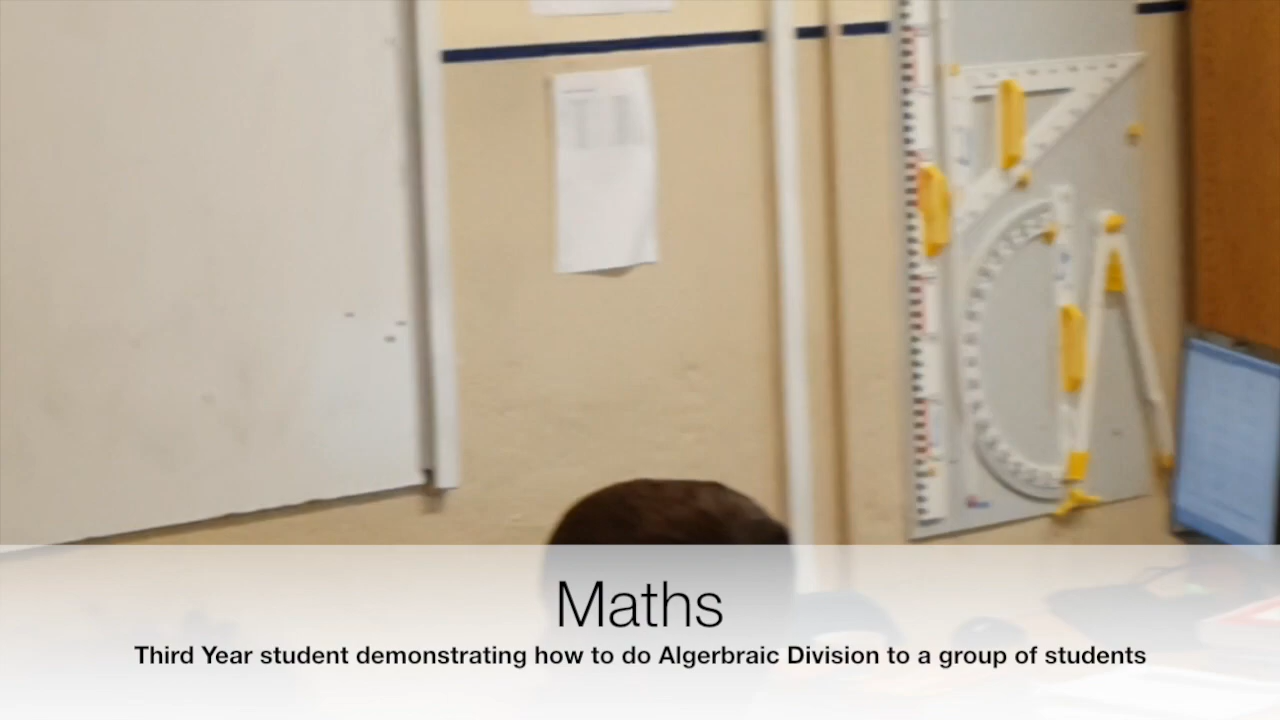 Maths
Third Year student demonstrating how to do Algerbraic Division to a group of students